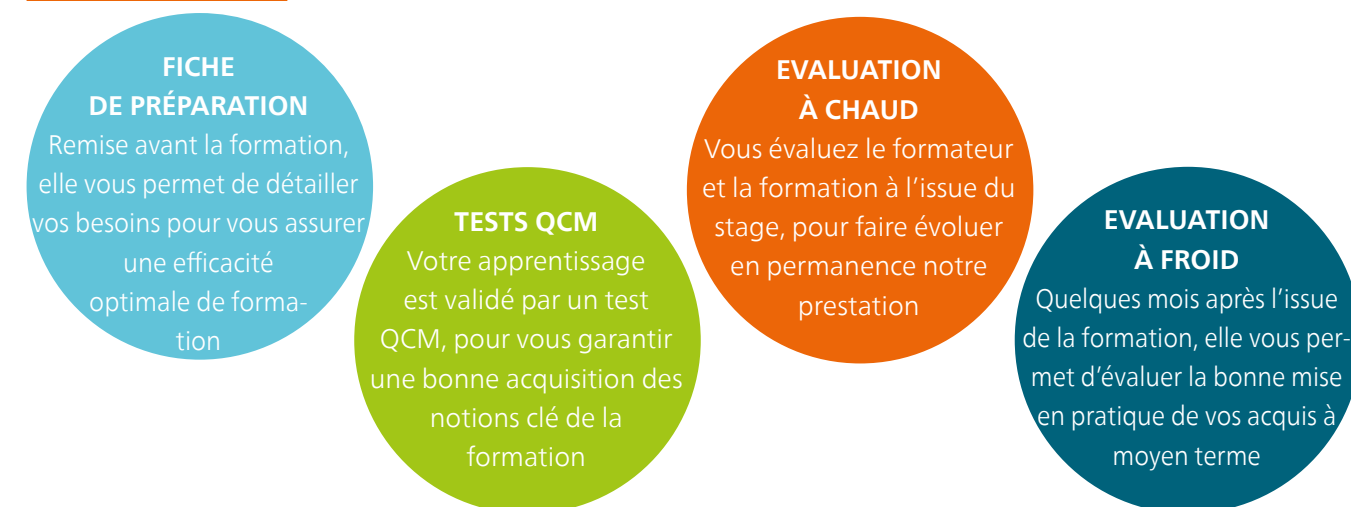 FICHE
DE PRÉPARATION
Remise avant la formation,
elle vous permet de détailler
vos besoins pour vous assurer
une efficacité
optimale de forma-
tion
TESTS QCM
Votre apprentissage
est validé par un test
QCM, pour vous garantir
une bonne acquisition des
notions clé de la
formation
EVALUATION
À CHAUD
Vous évaluez le formateur
et la formation à l’issue du
stage, pour faire évoluer
en permanence notre
prestation
EVALUATION
À FROID
Quelques mois après l’issue
de la formation, elle vous per-
met d’évaluer la bonne mise
en pratique de vos acquis à
moyen terme